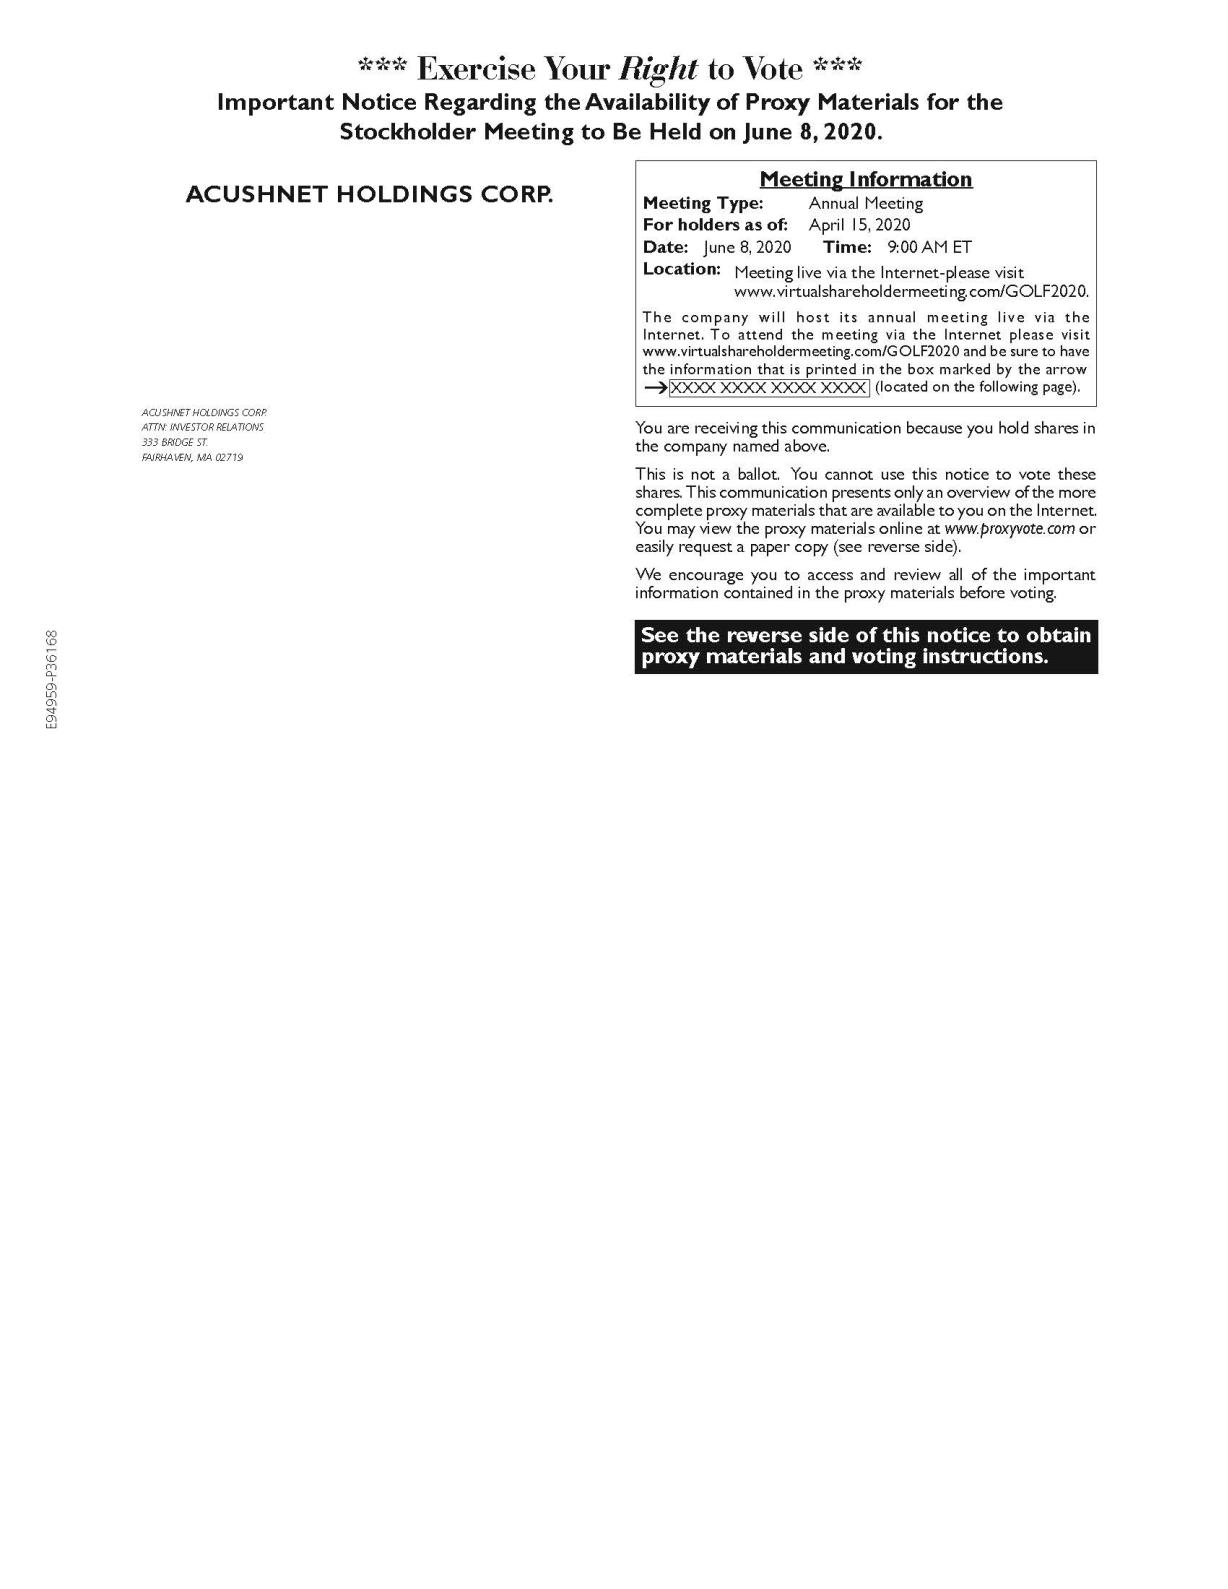 *** Exercise Your Right to Vote ***
Important Notice Regarding the Availability of Proxy Materials for the
Stockholder Meeting to Be Held on June 8, 2020.
ACUSHNET HOLDINGS CORP.
ACUSHNET HOLDINGS CORP.
ATTN: INVESTOR RELATIONS
333 BRIDGE ST.
FAIRHAVEN, MA 02719
E94959-P36168
Meeting Information
Meeting Type: Annual Meeting
For holders as of: April 15, 2020
Date: June 8, 2020 Time: 9:00 AM ET
Location: Meeting live via the Internet-please visit
www.virtualshareholdermeeting.com/GOLF2020.
The company will host its annual meeting live via the
Internet. To attend the meeting via the Internet please visit
www.virtualshareholdermeeting.com/GOLF2020 and be sure to have
the information that is printed in the box marked by the arrow
→ XXXX XXXX XXXX XXXX (located on the following page).
You are receiving this communication because you hold shares in
the company named above.
This is not a ballot. You cannot use this notice to vote these
shares. This communication presents only an overview of the more
complete proxy materials that are available to you on the Internet.
You may view the proxy materials online at www.proxyvote.com or
easily request a paper copy (see reverse side).
We encourage you to access and review all of the important
information contained in the proxy materials before voting.
See the reverse side of this notice to obtain
proxy materials and voting instructions.